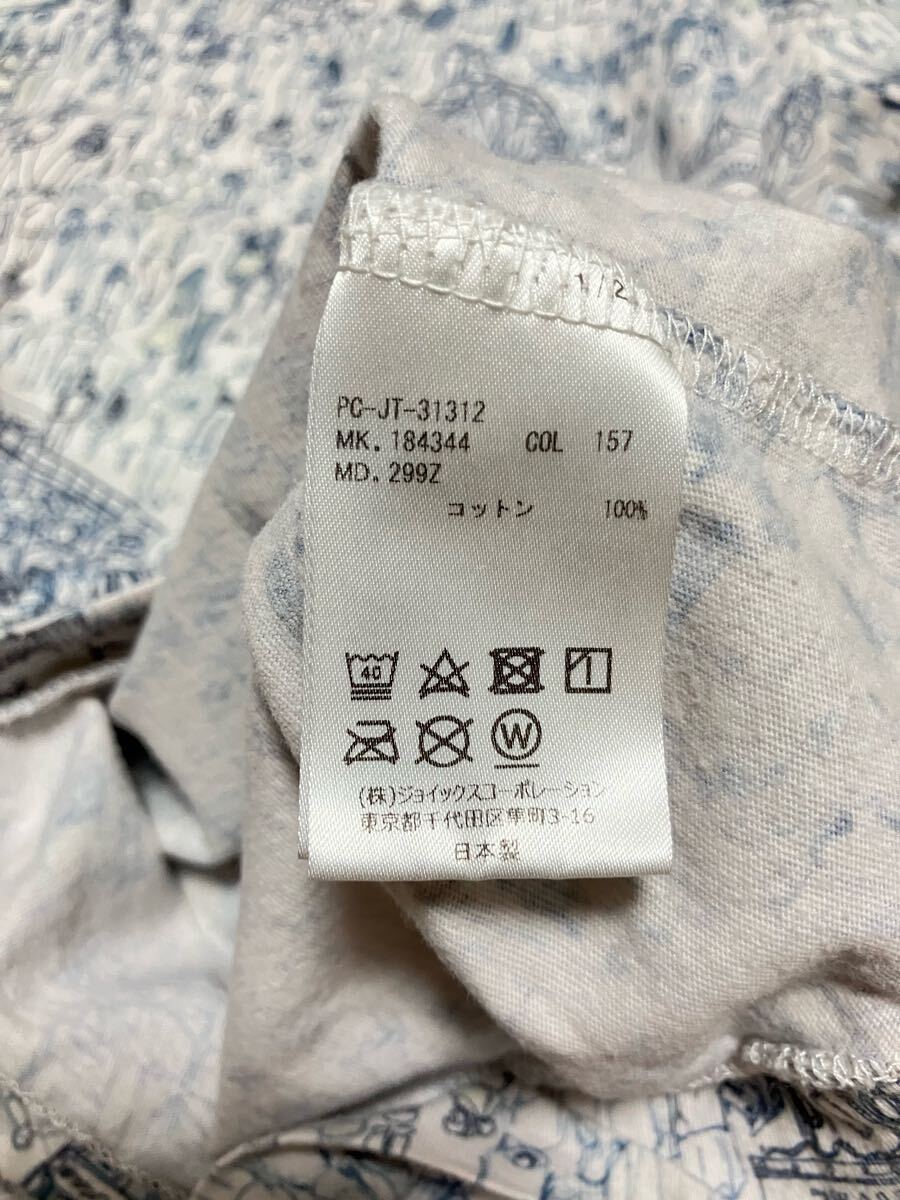 1/2
PC-JT-31312
MK. 184344 COL 157
MD. 299Z
コットン 100%
40
W
(株)ジョイックスコーポレーション
東京都千代田区隼町3-16
日本製